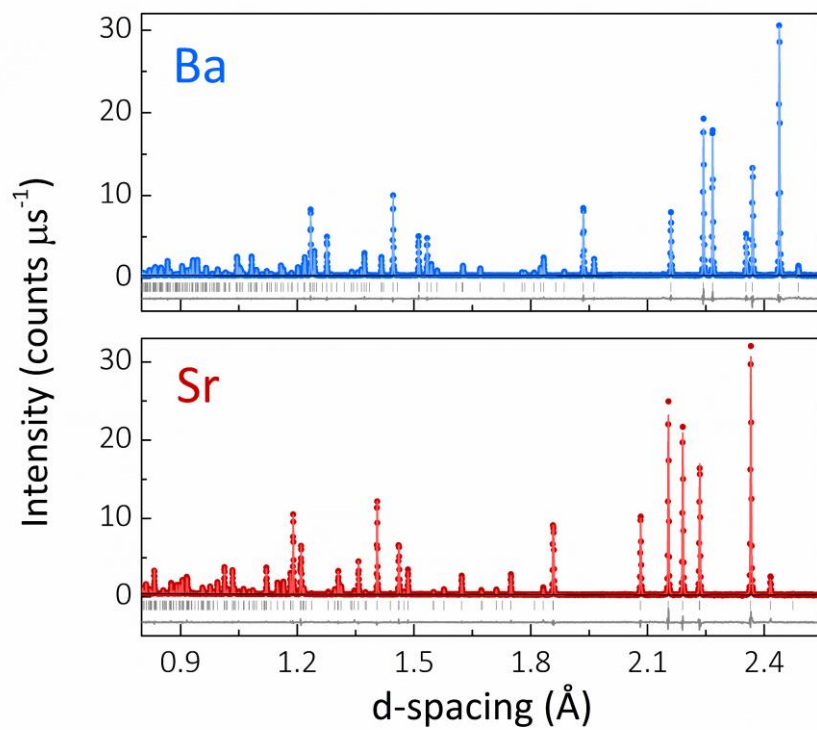 30
Ba
20
10
0
Intensity (counts μs⁻¹)
30
Sr
20
10
0
0.9 1.2 1.5 1.8 2.1 2.4
d-spacing (Å)